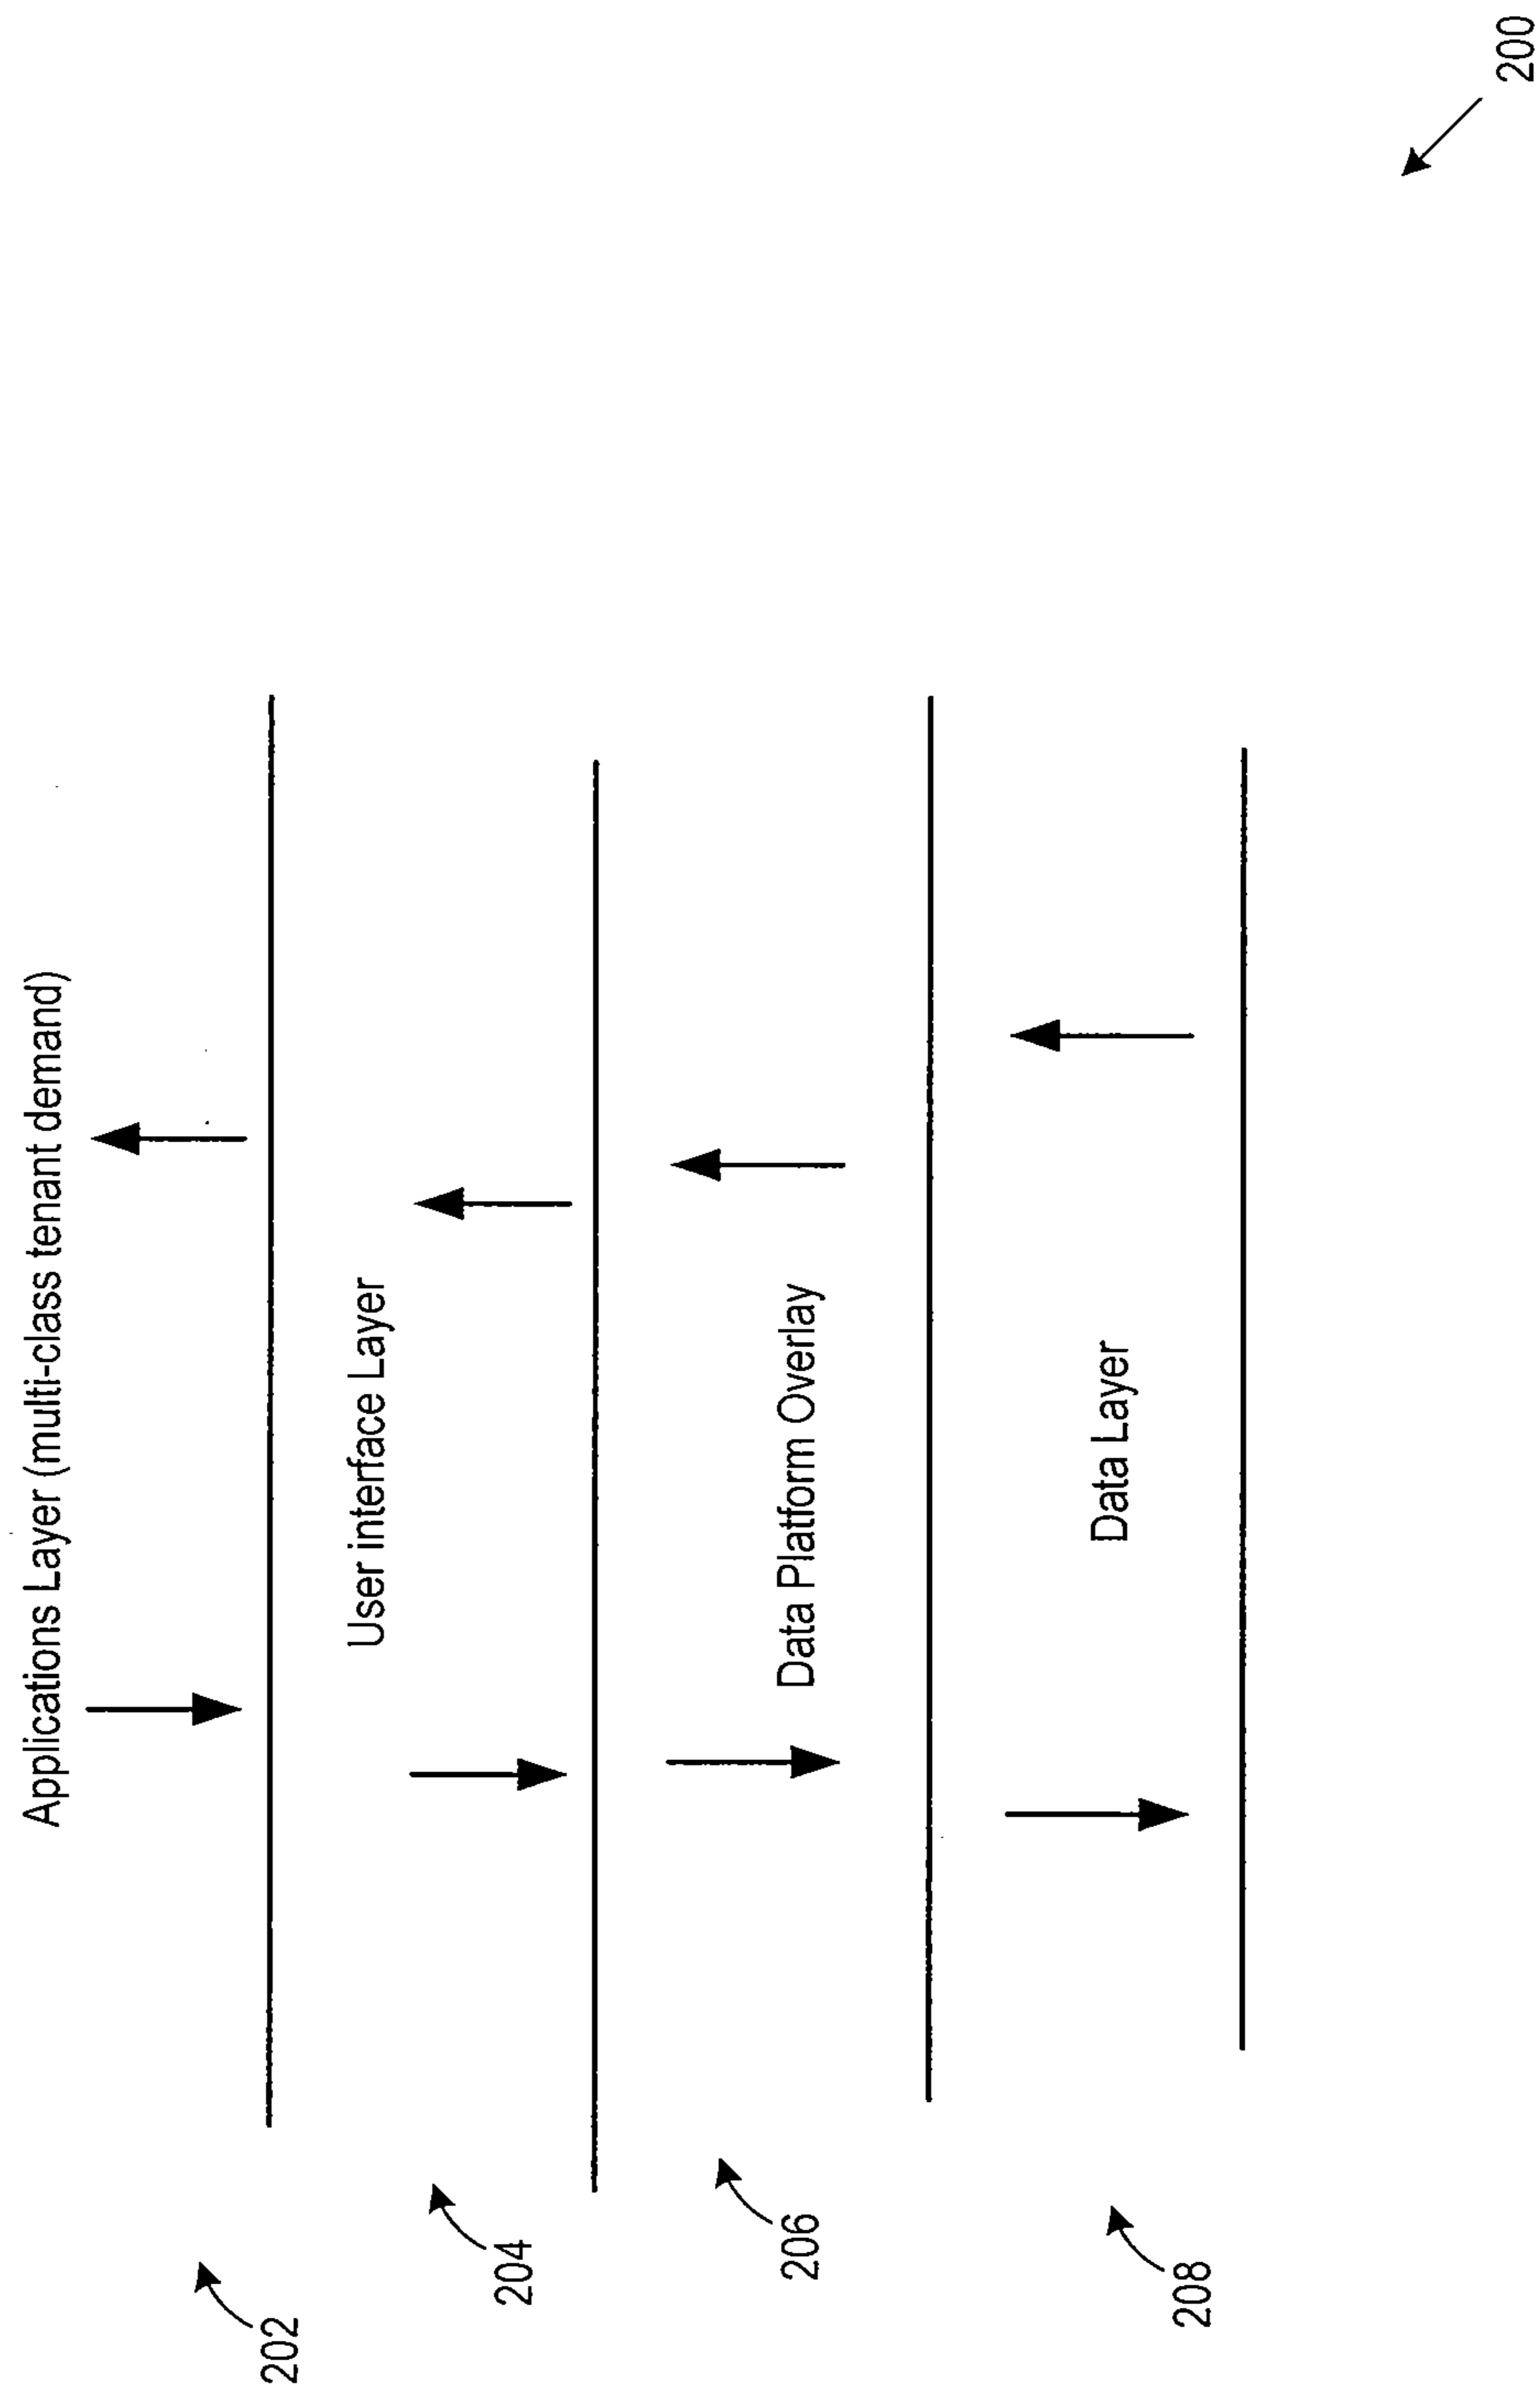 Applications Layer (multi-class tenant demand)
202
User interface Layer
204
Data Platform Overlay
206
Data Layer
208
200